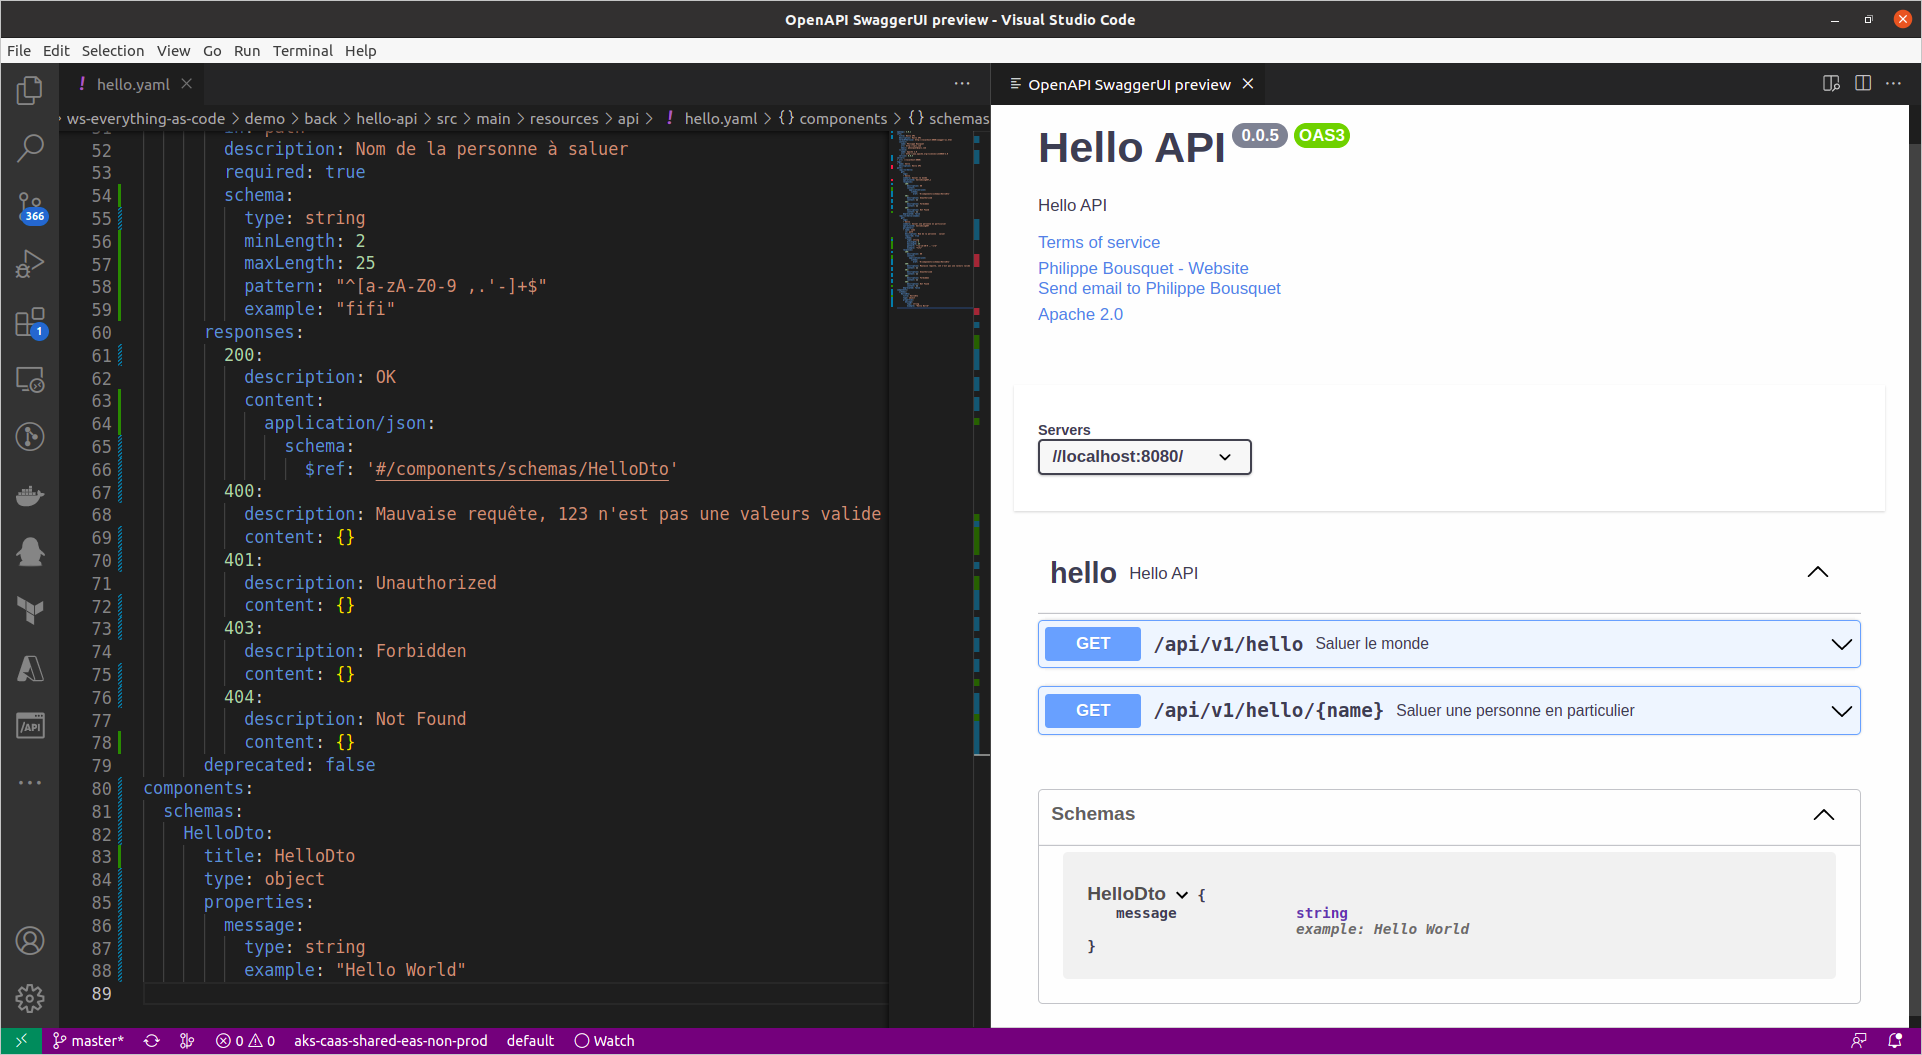 OpenAPI SwaggerUI preview - Visual Studio Code
File Edit Selection View Go Run Terminal Help
! hello.yaml
OpenAPI SwaggerUI preview
ws-everything-as-code > demo > back > hello-api > src > main > resources > api > ! hello.yaml > {} components > {} schemas
52 description: Nom de la personne à saluer
53 required: true
54 schema:
55 type: string
56 minLength: 2
57 maxLength: 25
58 pattern: "^[a-zA-Z0-9 ,.'-]+$"
59 example: "fifi"
60 responses:
61 200:
62 description: OK
63 content:
64 application/json:
65 schema:
66 $ref: '#/components/schemas/HelloDto'
67 400:
68 description: Mauvaise requête, 123 n'est pas une valeurs valide
69 content: {}
70 401:
71 description: Unauthorized
72 content: {}
73 403:
74 description: Forbidden
75 content: {}
76 404:
77 description: Not Found
78 content: {}
79 deprecated: false
80 components:
81 schemas:
82 HelloDto:
83 title: HelloDto
84 type: object
85 properties:
86 message:
87 type: string
88 example: "Hello World"
89
366
1
/API
Hello API 0.0.5 OAS3
Hello API
Terms of service
Philippe Bousquet - Website
Send email to Philippe Bousquet
Apache 2.0
Servers
//localhost:8080/
hello Hello API
GET /api/v1/hello Saluer le monde
GET /api/v1/hello/{name} Saluer une personne en particulier
Schemas
HelloDto {
message string
example: Hello World
}
master* 0 0 aks-caas-shared-eas-non-prod default Watch